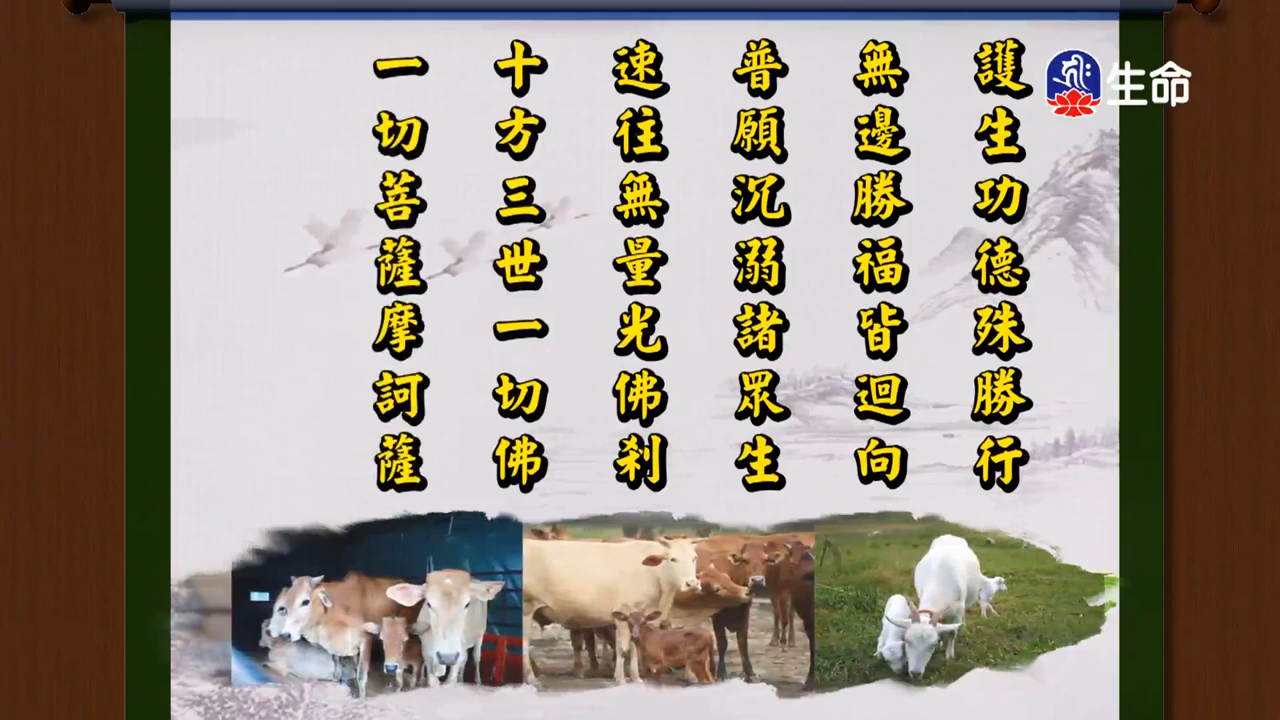 護生功德殊勝行
無邊勝福皆迴向
普願沉溺諸眾生
速往無量光佛剎
十方三世一切佛
一切菩薩摩訶薩
生命